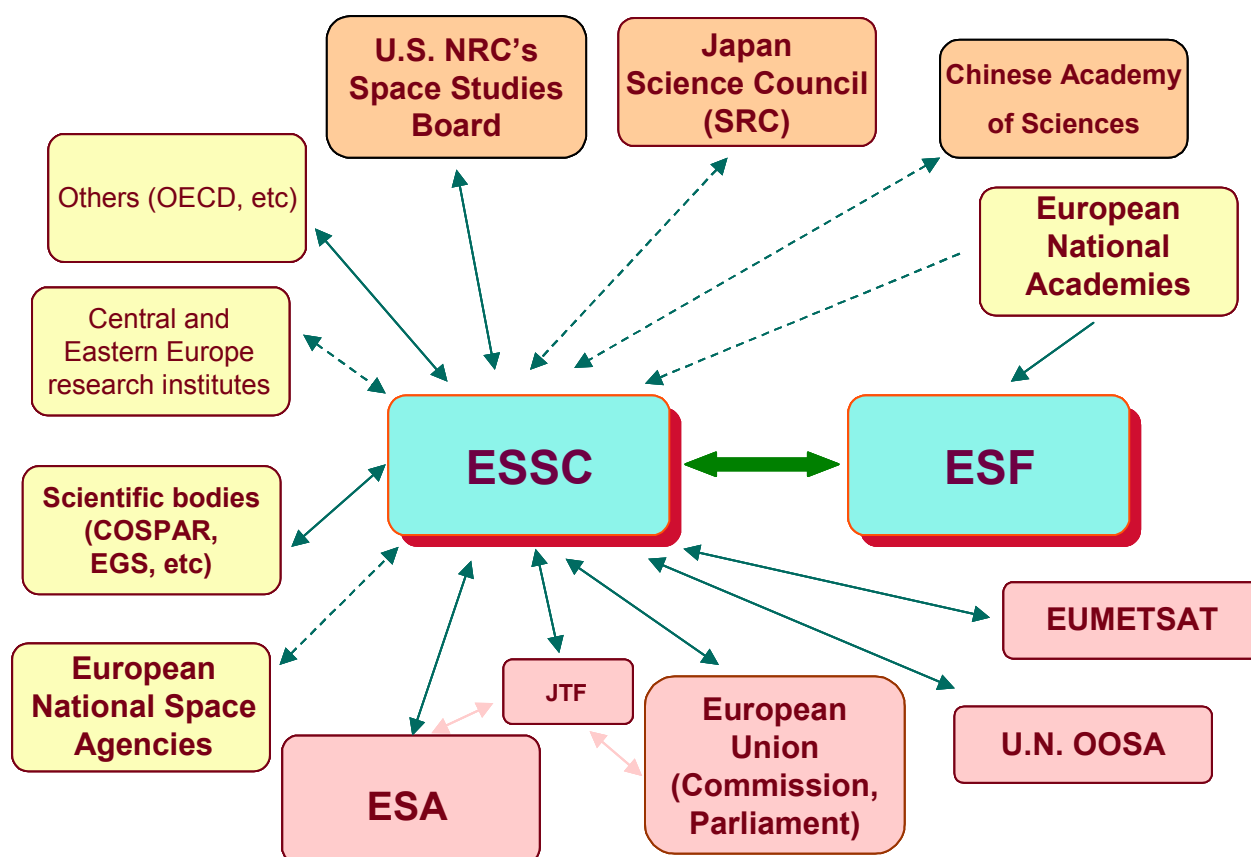 U.S. NRC's
Space Studies
Board
Japan
Science Council
(SRC)
Chinese Academy
of Sciences
Others (OECD, etc)
European
National
Academies
Central and
Eastern Europe
research institutes
ESSC
ESF
Scientific bodies
(COSPAR,
EGS, etc)
EUMETSAT
European
National Space
Agencies
JTF
European
Union
(Commission,
Parliament)
U.N. OOSA
ESA